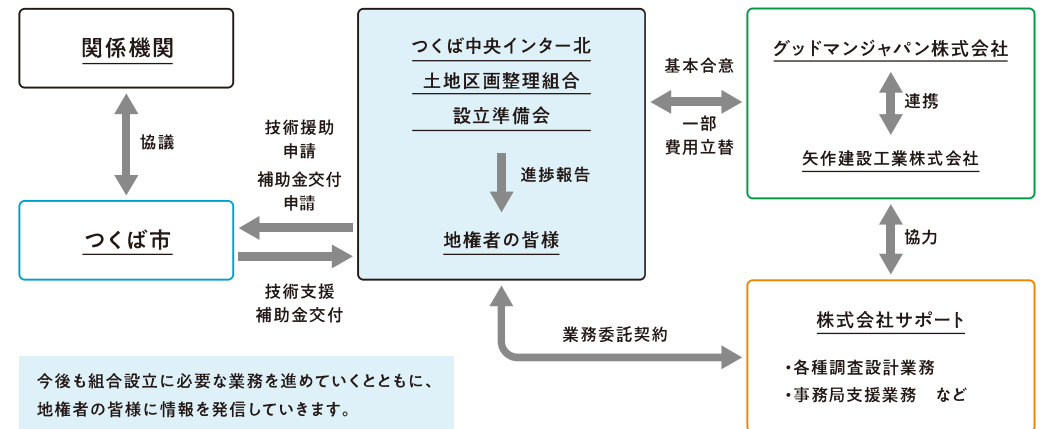 関係機関
協議
つくば市
技術援助
申請
補助金交付
申請
技術支援
補助金交付
つくば中央インター北
土地区画整理組合
設立準備会
進捗報告
地権者の皆様
基本合意
一部
費用立替
グッドマンジャパン株式会社
連携
矢作建設工業株式会社
協力
業務委託契約
株式会社サポート
・各種調査設計業務
・事務局支援業務　など
今後も組合設立に必要な業務を進めていくとともに、
地権者の皆様に情報を発信していきます。